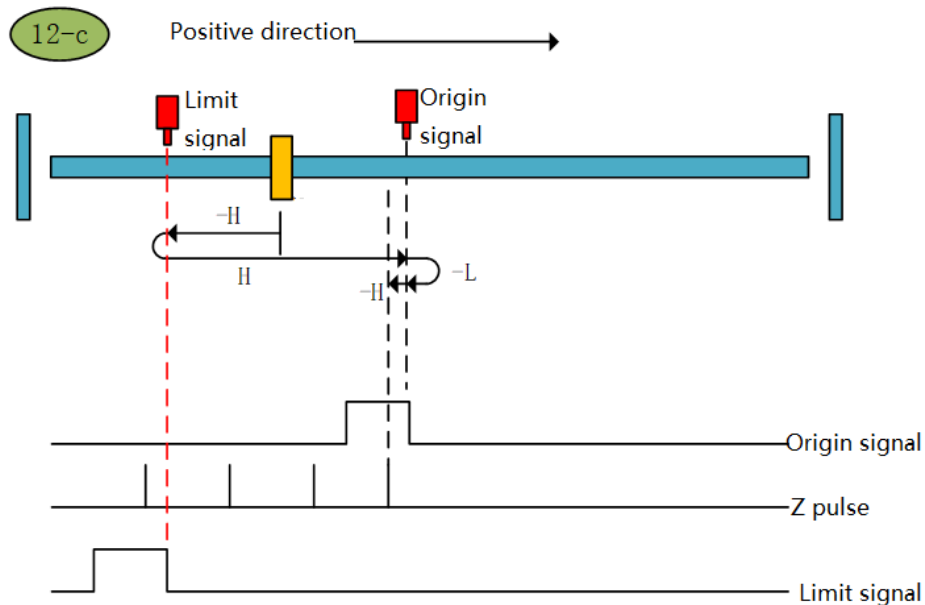 12-c
Positive direction
Limit
signal
Origin
signal
-H
H
-L
-H
Origin signal
Z pulse
Limit signal